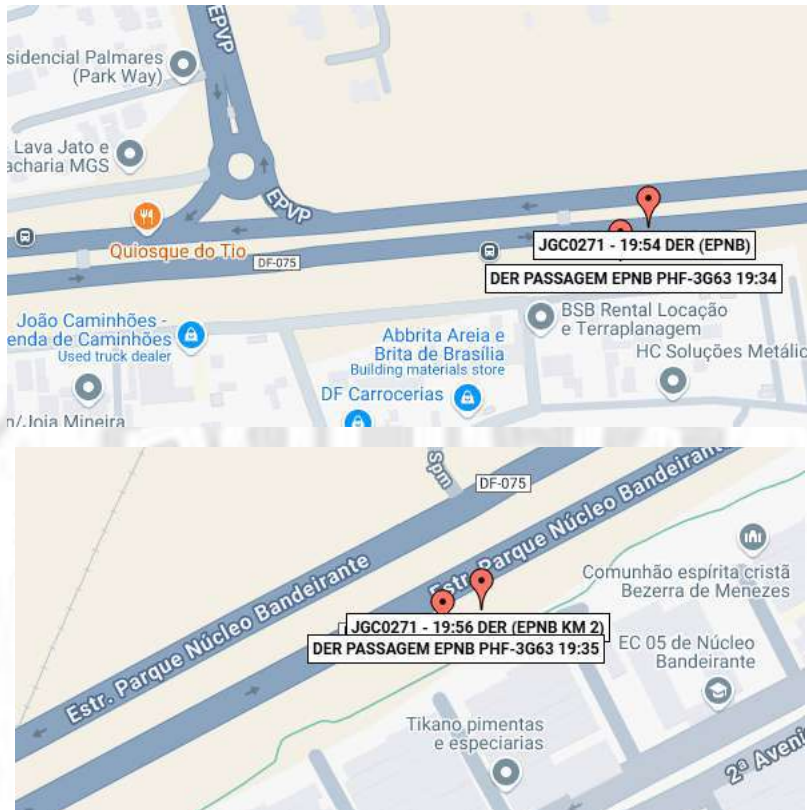 EPVP
sidencial Palmares
(Park Way)
Lava Jato e
acharia MGS
EPVP
Quiosque do Tio
DF-075
JGC0271 - 19:54 DER (EPNB)
DER PASSAGEM EPNB PHF-3G63 19:34
João Caminhões -
enda de Caminhões
Used truck dealer
Abbrita Areia e
Brita de Brasília
Building materials store
BSB Rental Locação
e Terraplanagem
HC Soluções Metálic
DF Carrocerias
n/Joia Mineira
Spm
DF-075
Estr. Parque Núcleo Bandeirante
Estr. Parque Núcleo Bandeirante
Comunhão espírita cristã
Bezerra de Menezes
JGC0271 - 19:56 DER (EPNB KM 2)
DER PASSAGEM EPNB PHF-3G63 19:35
EC 05 de Núcleo
Bandeirante
Estr. Parque Núcleo Bandeirante
Tikano pimentas
e especiarias
2ª Aveni